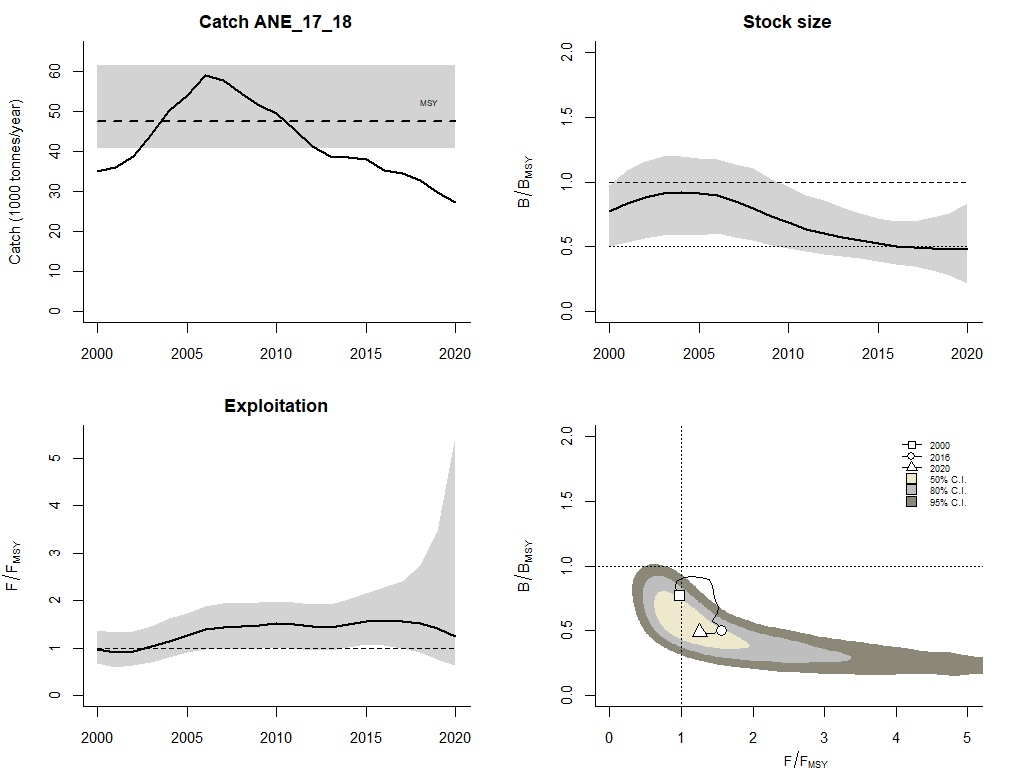 Catch ANE_17_18
Catch (1000 tonnes/year)
60
50
40
30
20
10
0
MSY
2000 2005 2010 2015 2020
Stock size
B/BMSY
2.0
1.5
1.0
0.5
0.0
2000 2005 2010 2015 2020
Exploitation
F/FMSY
5
4
3
2
1
0
2000 2005 2010 2015 2020
B/BMSY
2.0
1.5
1.0
0.5
0.0
2000
2016
2020
50% C.I.
80% C.I.
95% C.I.
0 1 2 3 4 5
F/FMSY